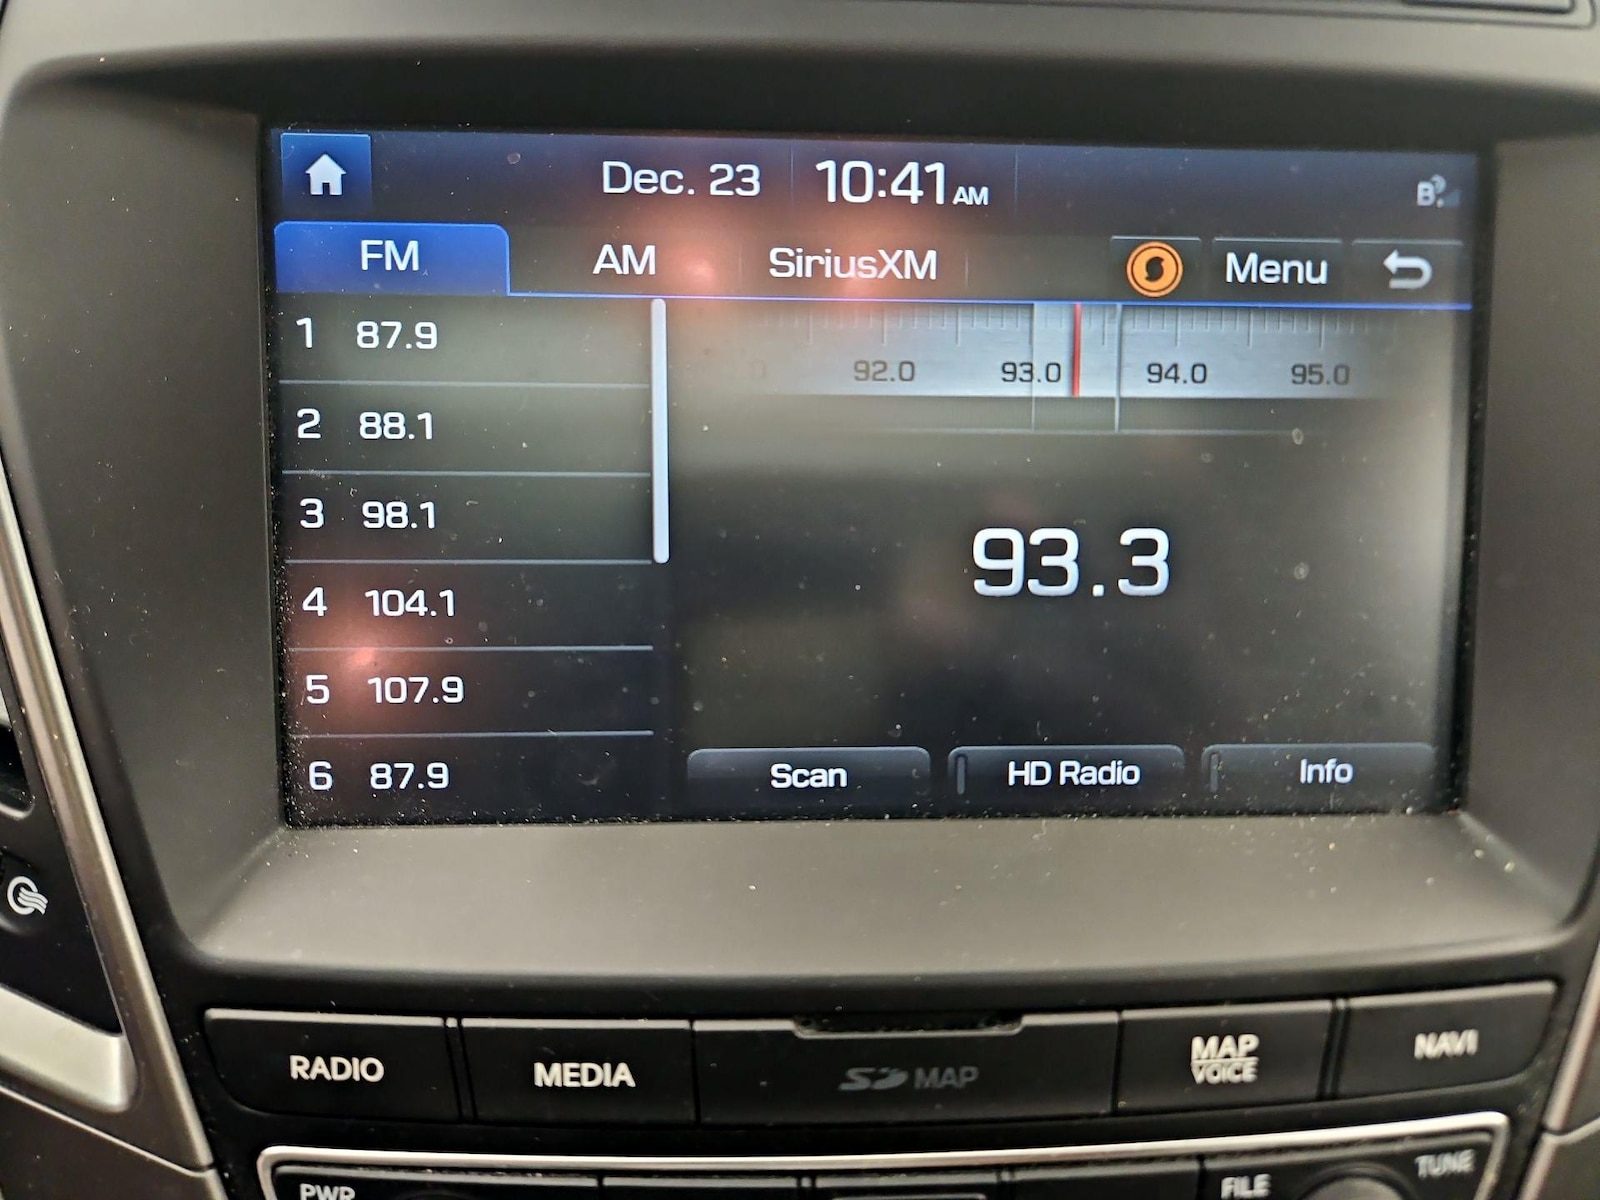 Dec. 23 10:41 AM
FM AM SiriusXM Menu
1 87.9
2 88.1
3 98.1
4 104.1
5 107.9
6 87.9
92.0 93.0 94.0 95.0
93.3
Scan HD Radio Info
RADIO MEDIA SD MAP MAP NAVI
VOICE
PWR FILE TUNE